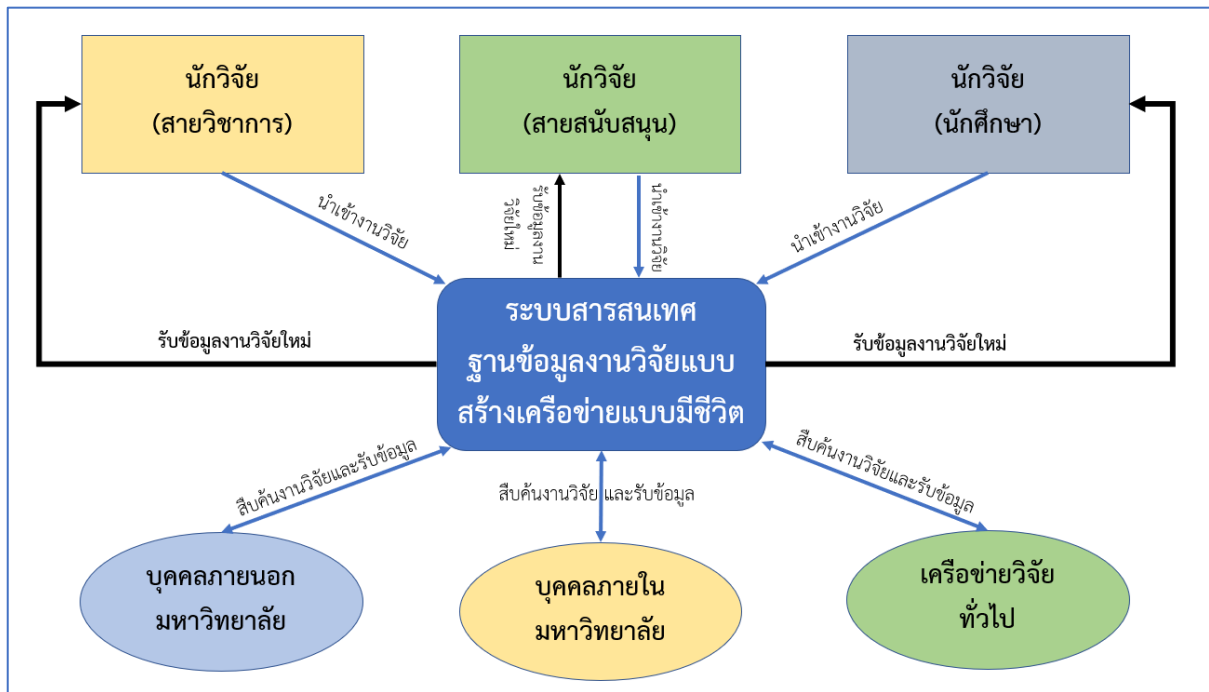 นักวิจัย
(สายวิชาการ)
นักวิจัย
(สายสนับสนุน)
นักวิจัย
(นักศึกษา)
นำเข้างานวิจัย
รับข้อมูลงาน
วิจัยใหม่
นำเข้างานวิจัย
นำเข้างานวิจัย
รับข้อมูลงานวิจัยใหม่
ระบบสารสนเทศ
ฐานข้อมูลงานวิจัยแบบ
สร้างเครือข่ายแบบมีชีวิต
รับข้อมูลงานวิจัยใหม่
สืบค้นงานวิจัยและรับข้อมูล
สืบค้นงานวิจัย และรับข้อมูล
สืบค้นงานวิจัยและรับข้อมูล
บุคคลภายนอก
มหาวิทยาลัย
บุคคลภายใน
มหาวิทยาลัย
เครือข่ายวิจัย
ทั่วไป